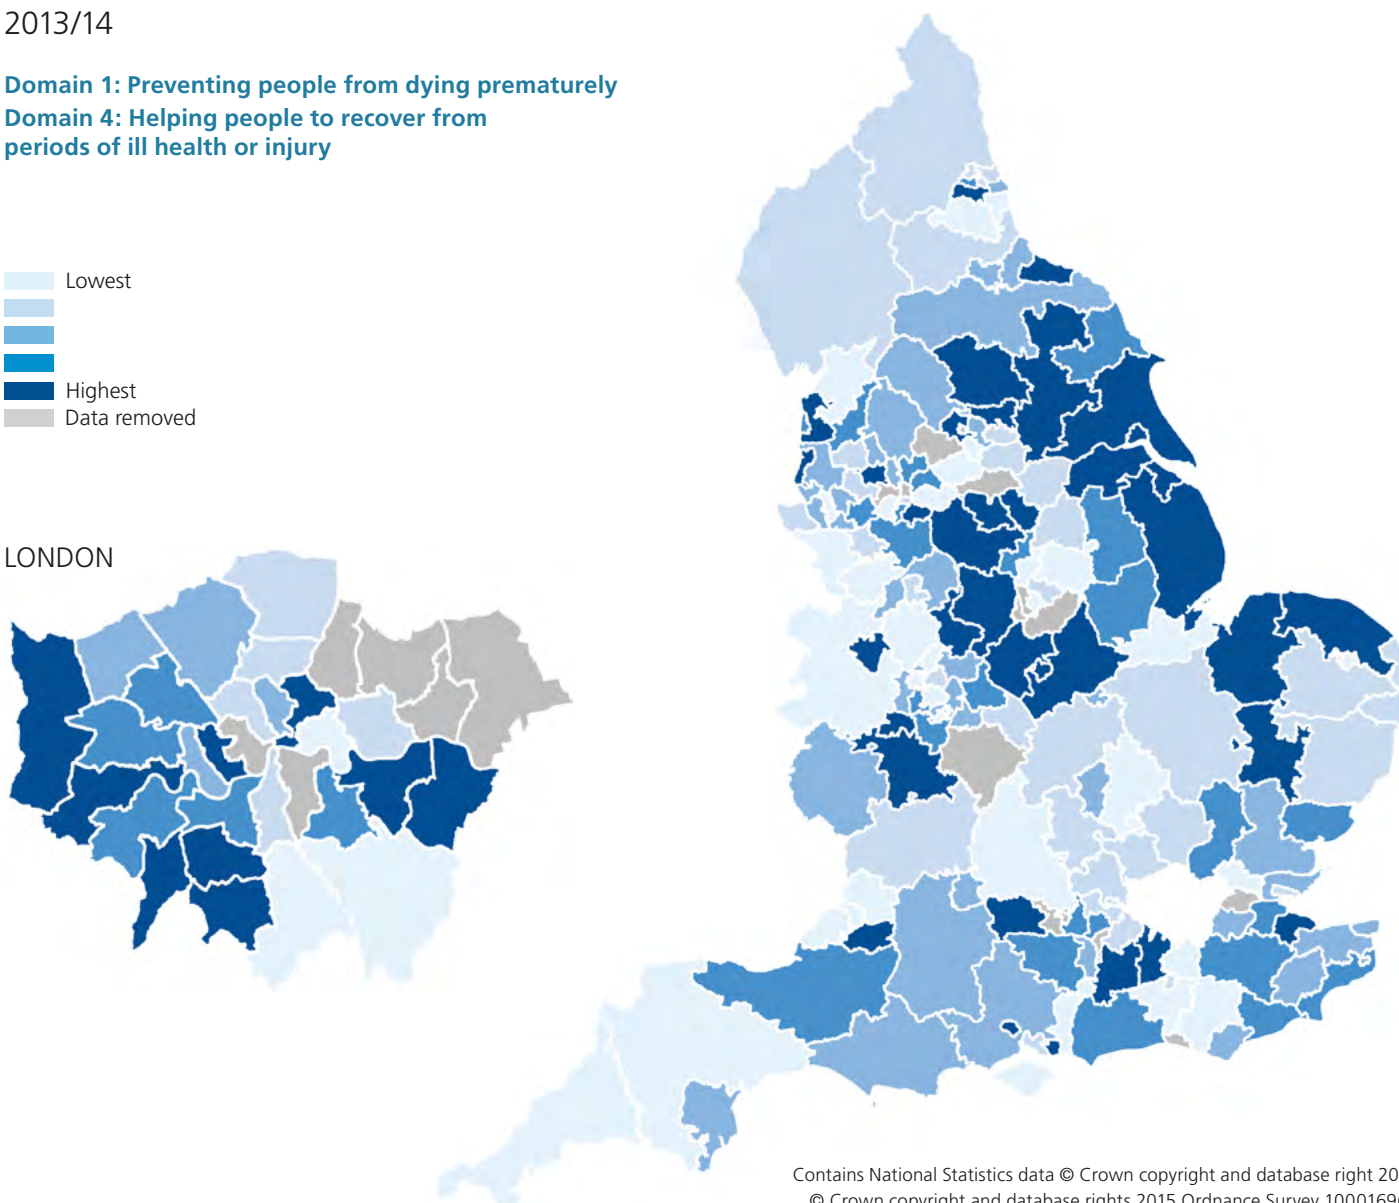 2013/14
Domain 1: Preventing people from dying prematurely
Domain 4: Helping people to recover from
periods of ill health or injury
Lowest
Highest
Data removed
LONDON
Contains National Statistics data © Crown copyright and database right 20
© Crown copyright and database rights 2015 Ordnance Survey 1000169